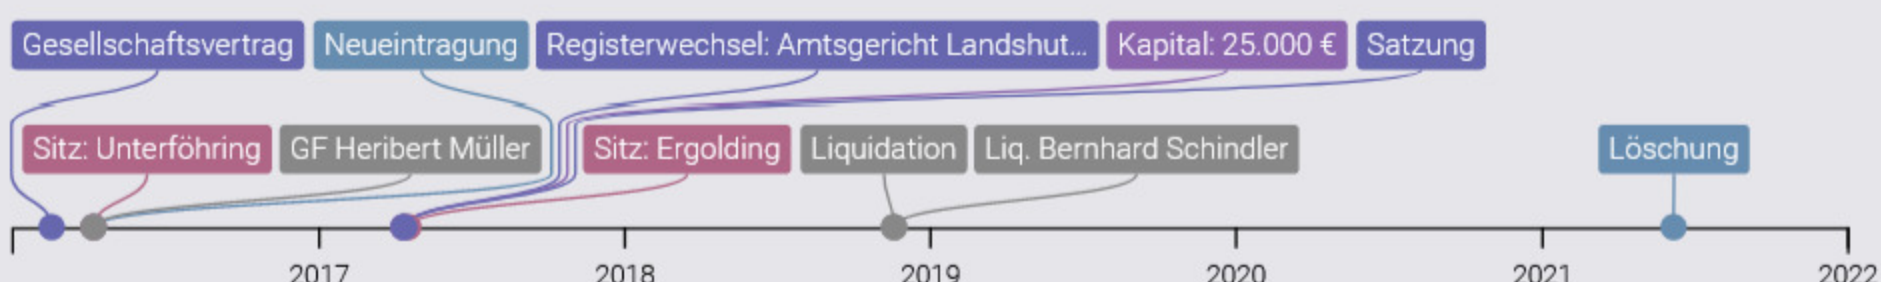 Gesellschaftsvertrag
Neueintragung
Registerwechsel: Amtsgericht Landshut...
Kapital: 25.000 €
Satzung
Sitz: Unterföhring
GF Heribert Müller
Sitz: Ergolding
Liquidation
Liq. Bernhard Schindler
Löschung
2017
2018
2019
2020
2021
2022